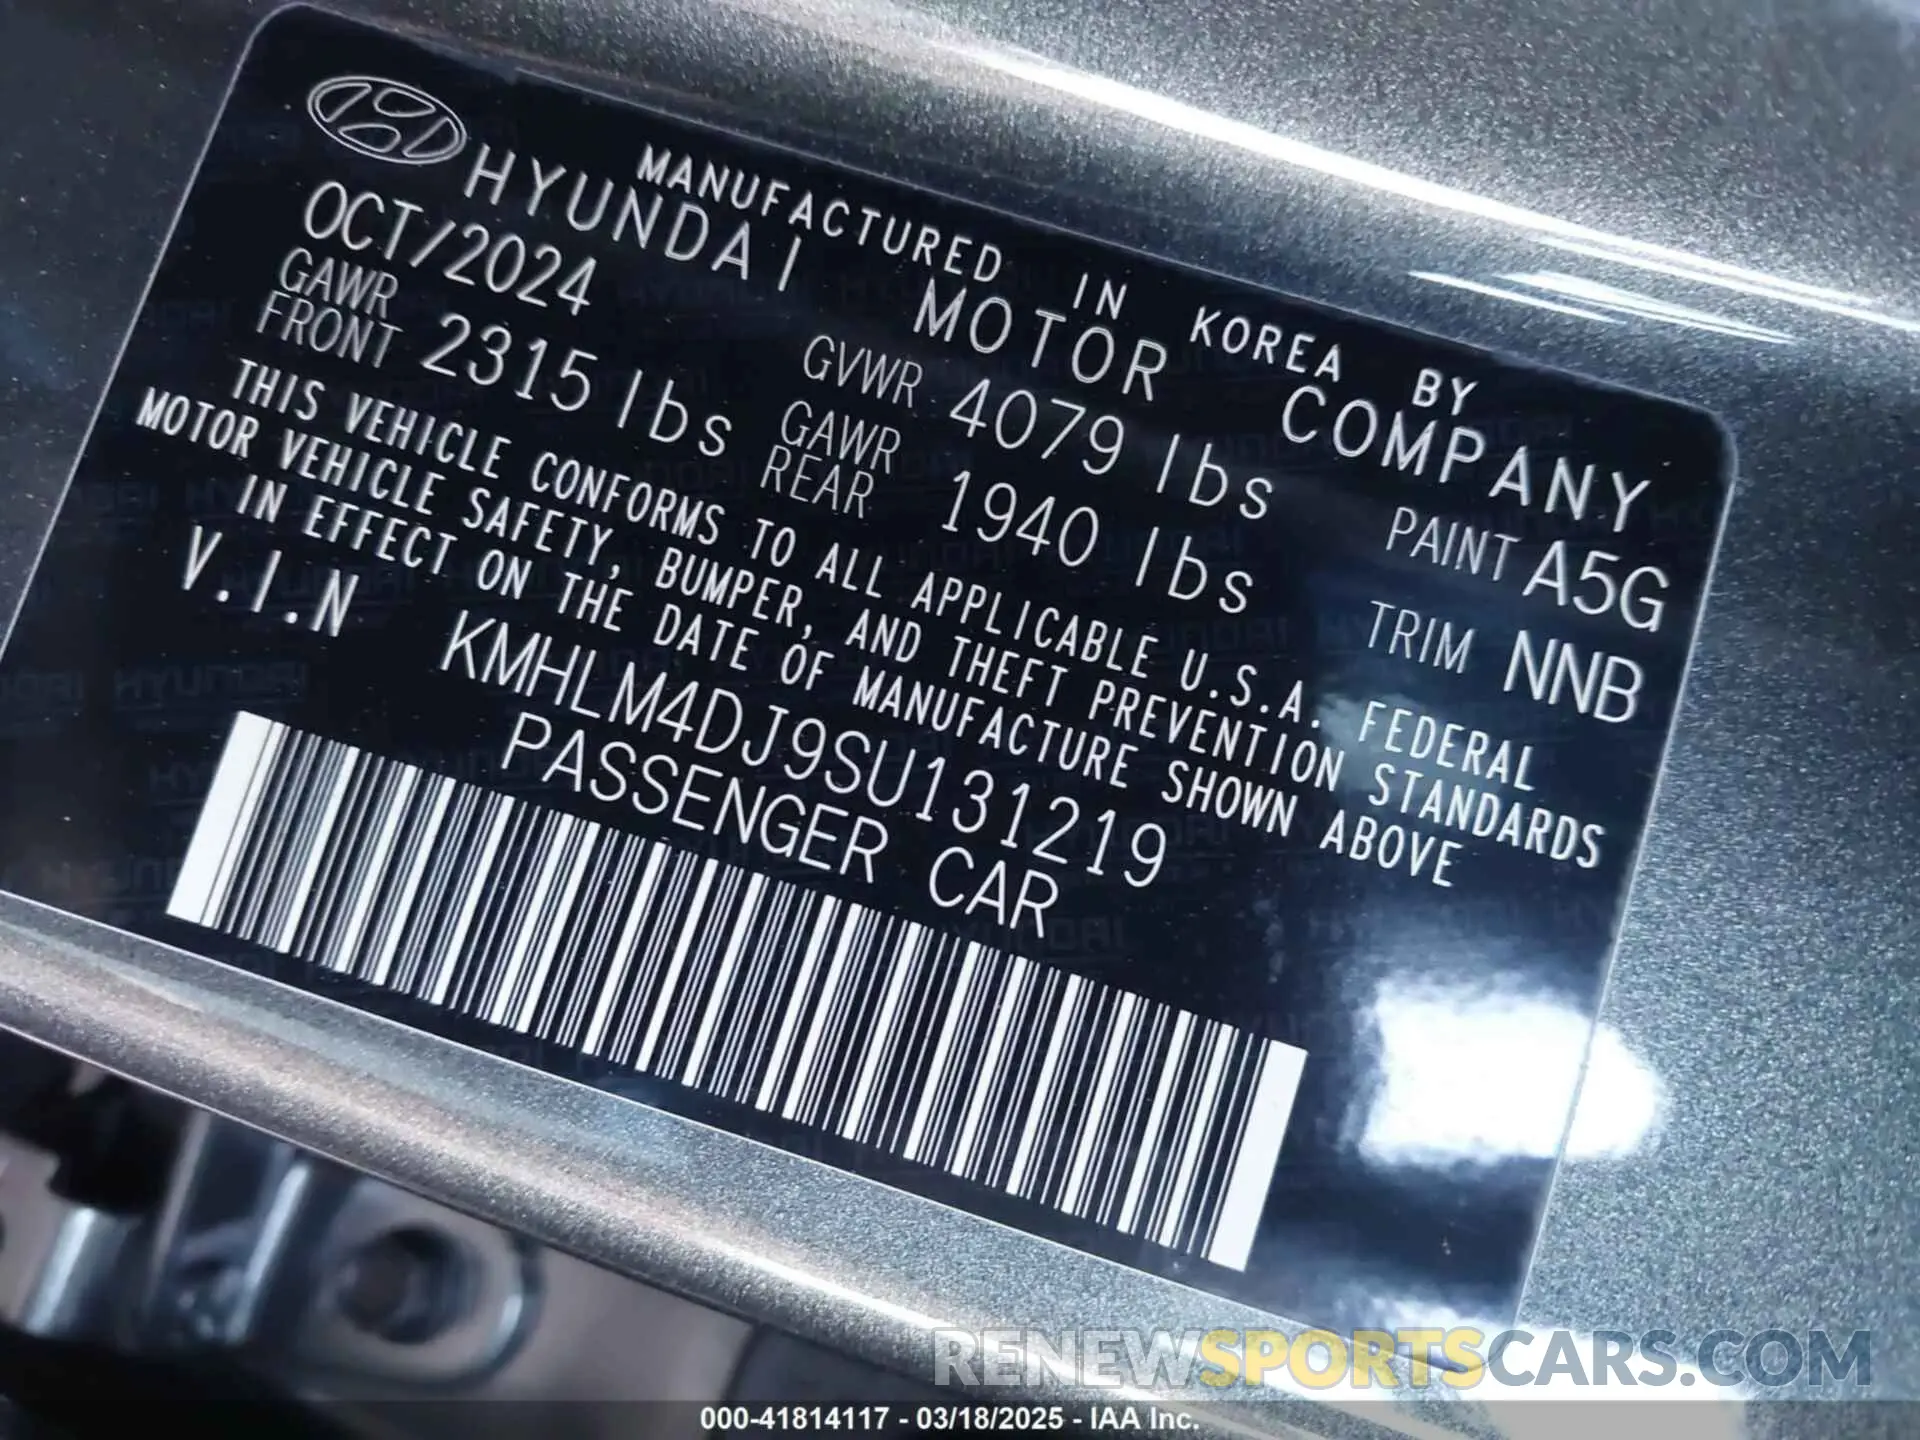 MANUFACTURED IN KOREA BY
HYUNDAI MOTOR COMPANY
OCT/2024 GVWR 4079 lbs PAINT A5G
GAWR FRONT 2315 lbs GAWR REAR 1940 lbs TRIM NNB
THIS VEHICLE CONFORMS TO ALL APPLICABLE U.S.A. FEDERAL
MOTOR VEHICLE SAFETY, BUMPER, AND THEFT PREVENTION STANDARDS
IN EFFECT ON THE DATE OF MANUFACTURE SHOWN ABOVE
V.I.N KMHLM4DJ9SU131219
PASSENGER CAR
RENEWSPORTSCARS.COM
000-41814117 - 03/18/2025 - IAA Inc.